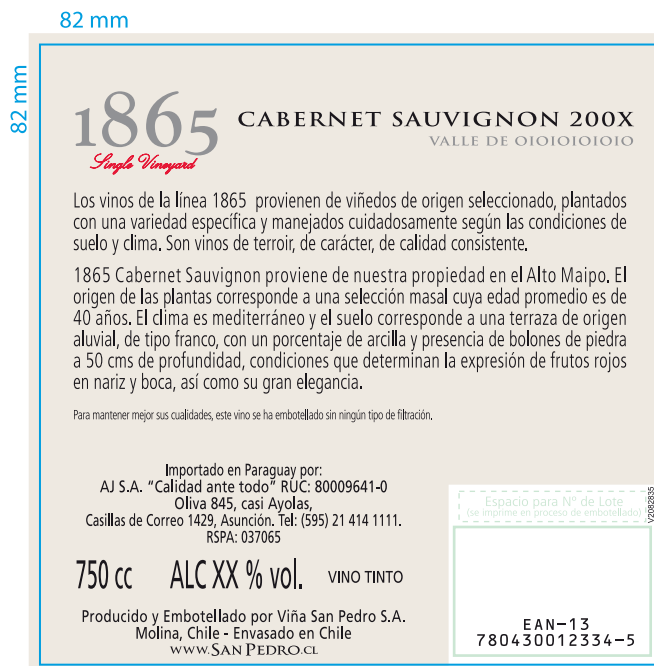 82 mm
82 mm
1865
Single Vineyard
CABERNET SAUVIGNON 200X
VALLE DE OIOIOIOIOIO
Los vinos de la línea 1865 provienen de viñedos de origen seleccionado, plantados
con una variedad específica y manejados cuidadosamente según las condiciones de
suelo y clima. Son vinos de terroir, de carácter, de calidad consistente.
1865 Cabernet Sauvignon proviene de nuestra propiedad en el Alto Maipo. El
origen de las plantas corresponde a una selección masal cuya edad promedio es de
40 años. El clima es mediterráneo y el suelo corresponde a una terraza de origen
aluvial, de tipo franco, con un porcentaje de arcilla y presencia de bolones de piedra
a 50 cms de profundidad, condiciones que determinan la expresión de frutos rojos
en nariz y boca, así como su gran elegancia.
Para mantener mejor sus cualidades, este vino se ha embotellado sin ningún tipo de filtración.
Importado en Paraguay por:
AJ S.A. “Calidad ante todo” RUC: 80009641-0
Oliva 845, casi Ayolas,
Casillas de Correo 1429, Asunción. Tel: (595) 21 414 1111.
RSPA: 037065
750 cc ALC XX % vol. VINO TINTO
Producido y Embotellado por Viña San Pedro S.A.
Molina, Chile - Envasado en Chile
WWW.SANPEDRO.CL
Espacio para Nº de Lote
(se imprime en proceso de embotellado)
V2082835
EAN-13
780430012334-5